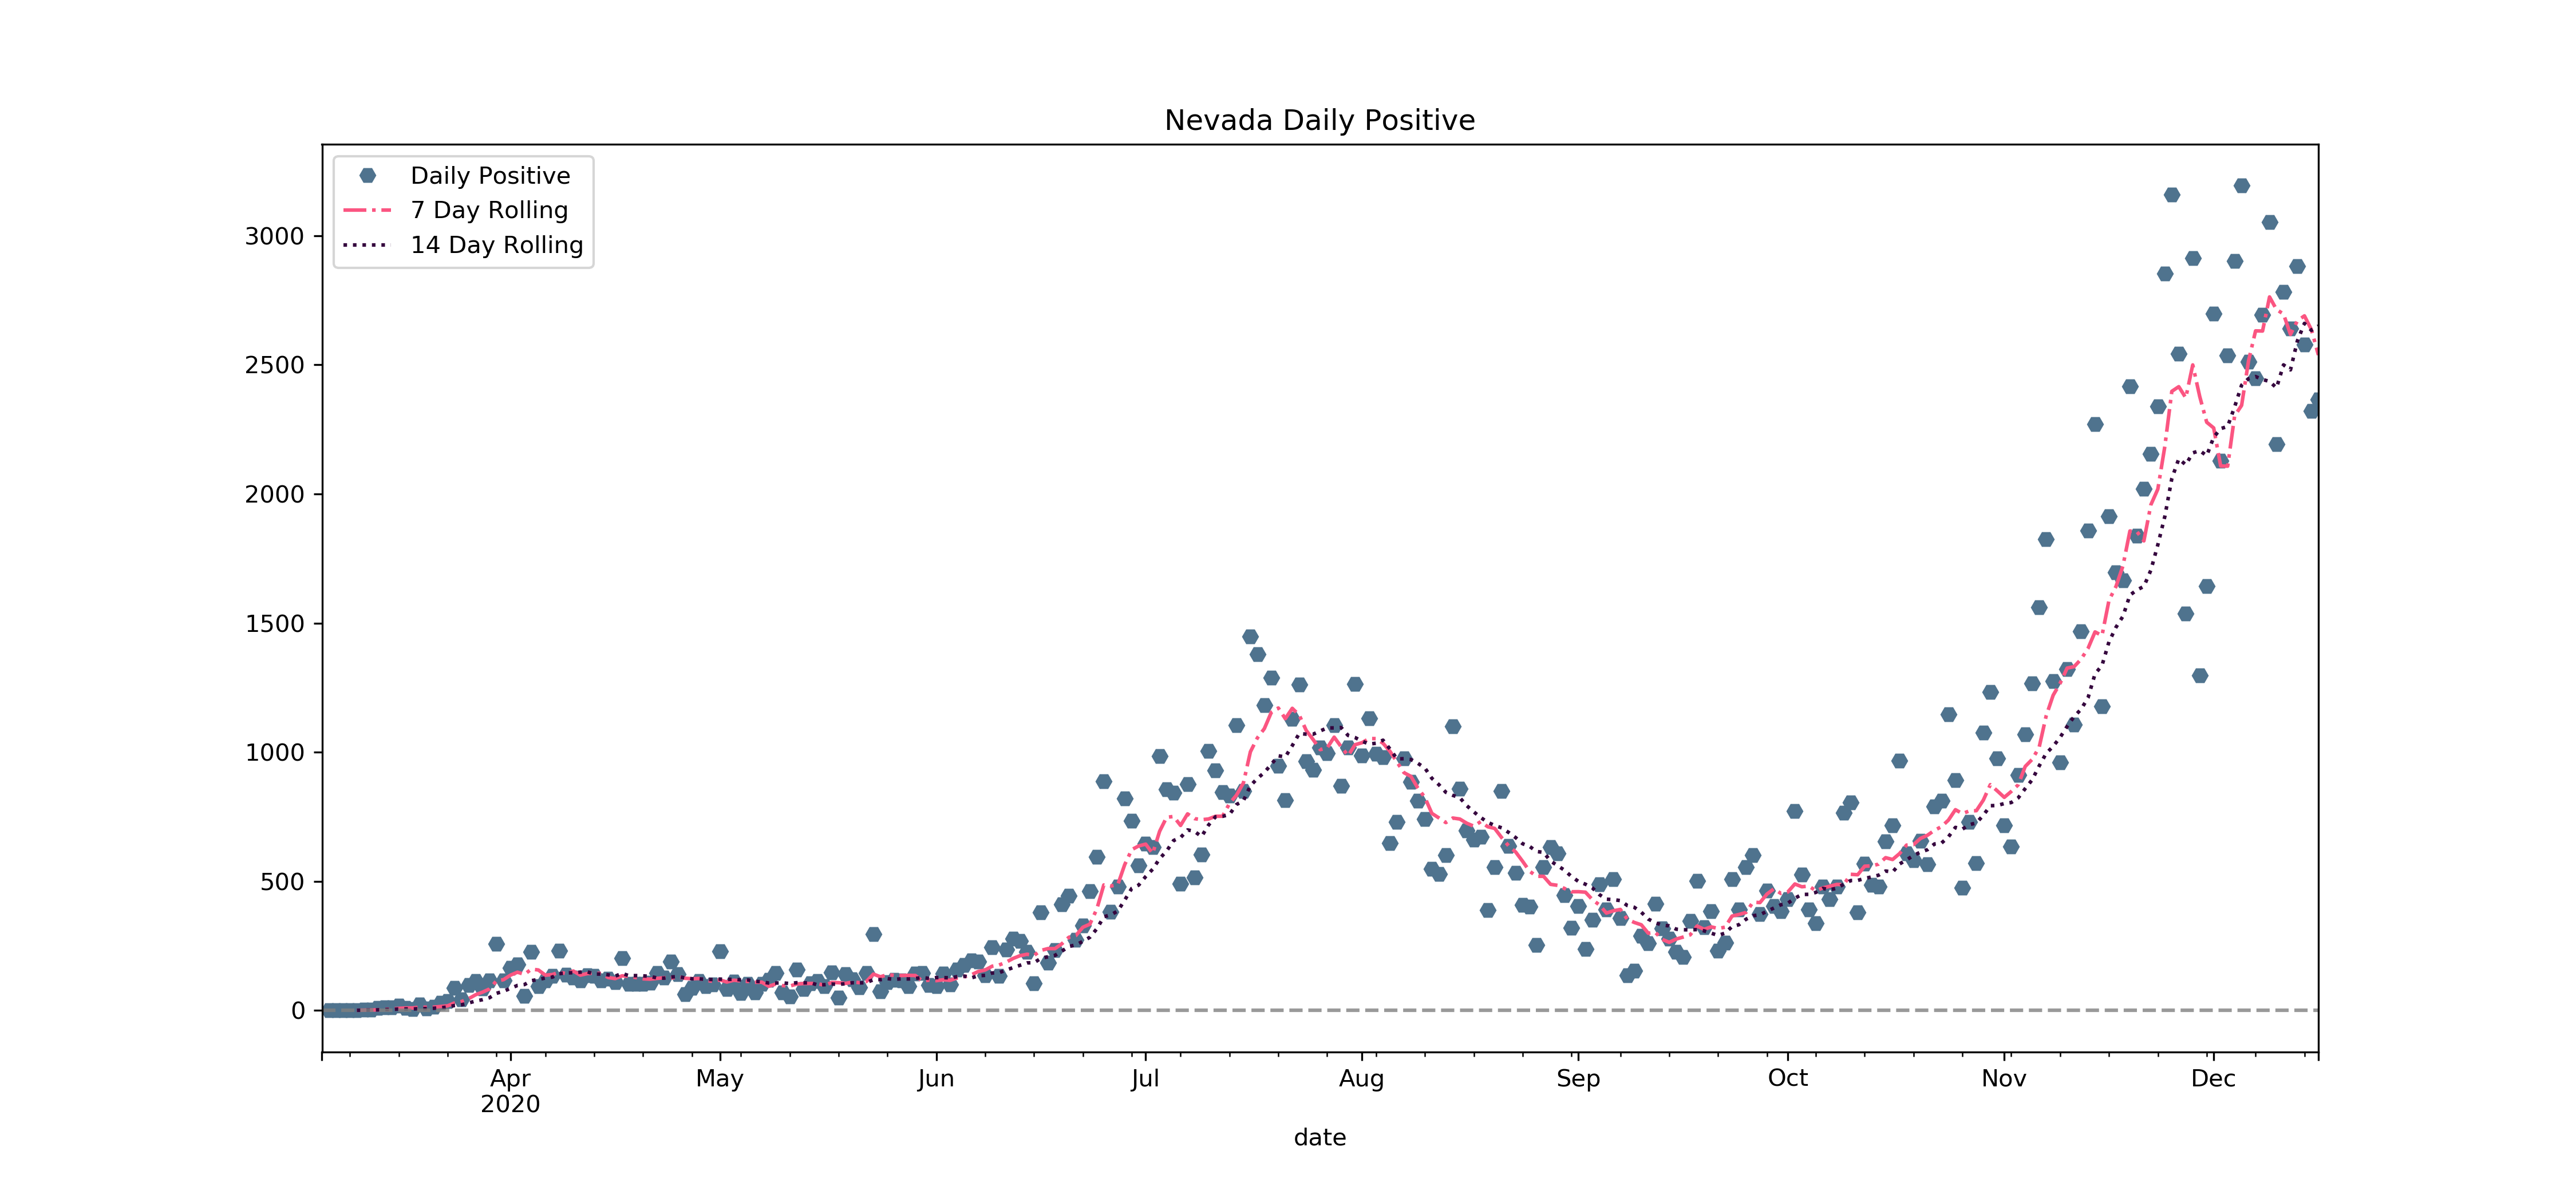 Nevada Daily Positive
Daily Positive
7 Day Rolling
14 Day Rolling
3000
2500
2000
1500
1000
500
0
Apr May Jun Jul Aug Sep Oct Nov Dec
2020
date